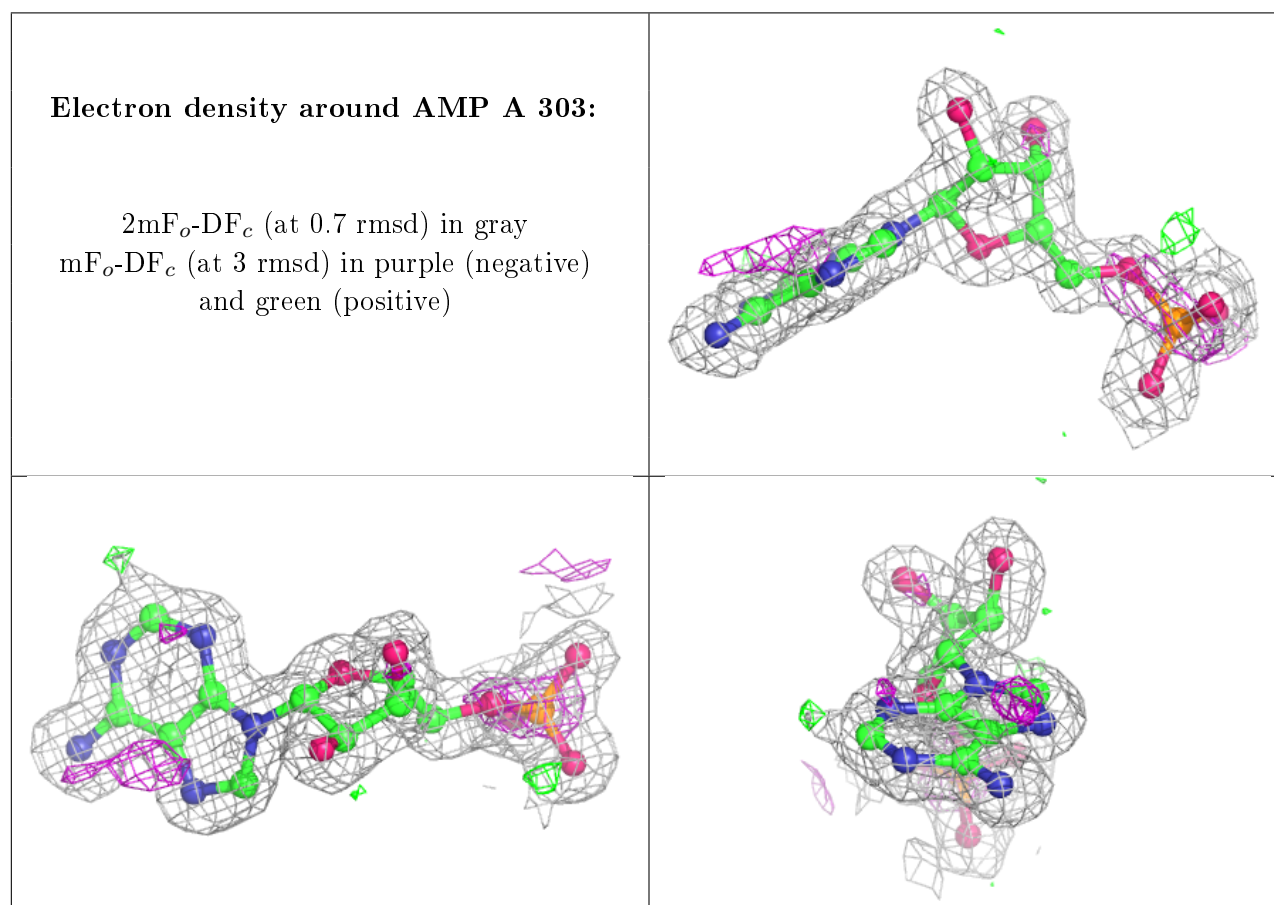 Electron density around AMP A 303:
2mFo-DFc (at 0.7 rmsd) in gray
mFo-DFc (at 3 rmsd) in purple (negative)
and green (positive)